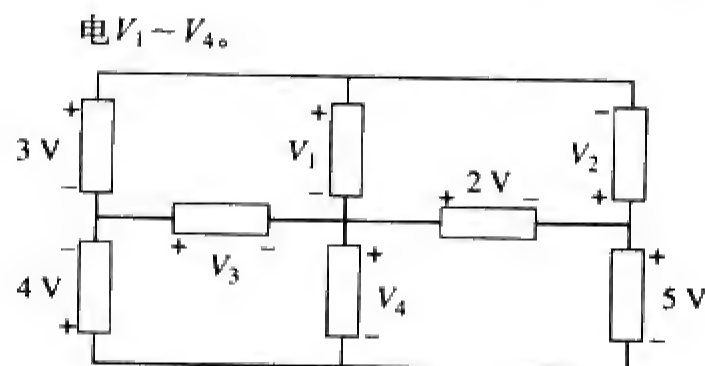 电V₁~V₄。
+ + -
3 V V₁ V₂
- - 2 V +
+ -
- + - + +
4 V V₃ V₄ 5 V
+ - -